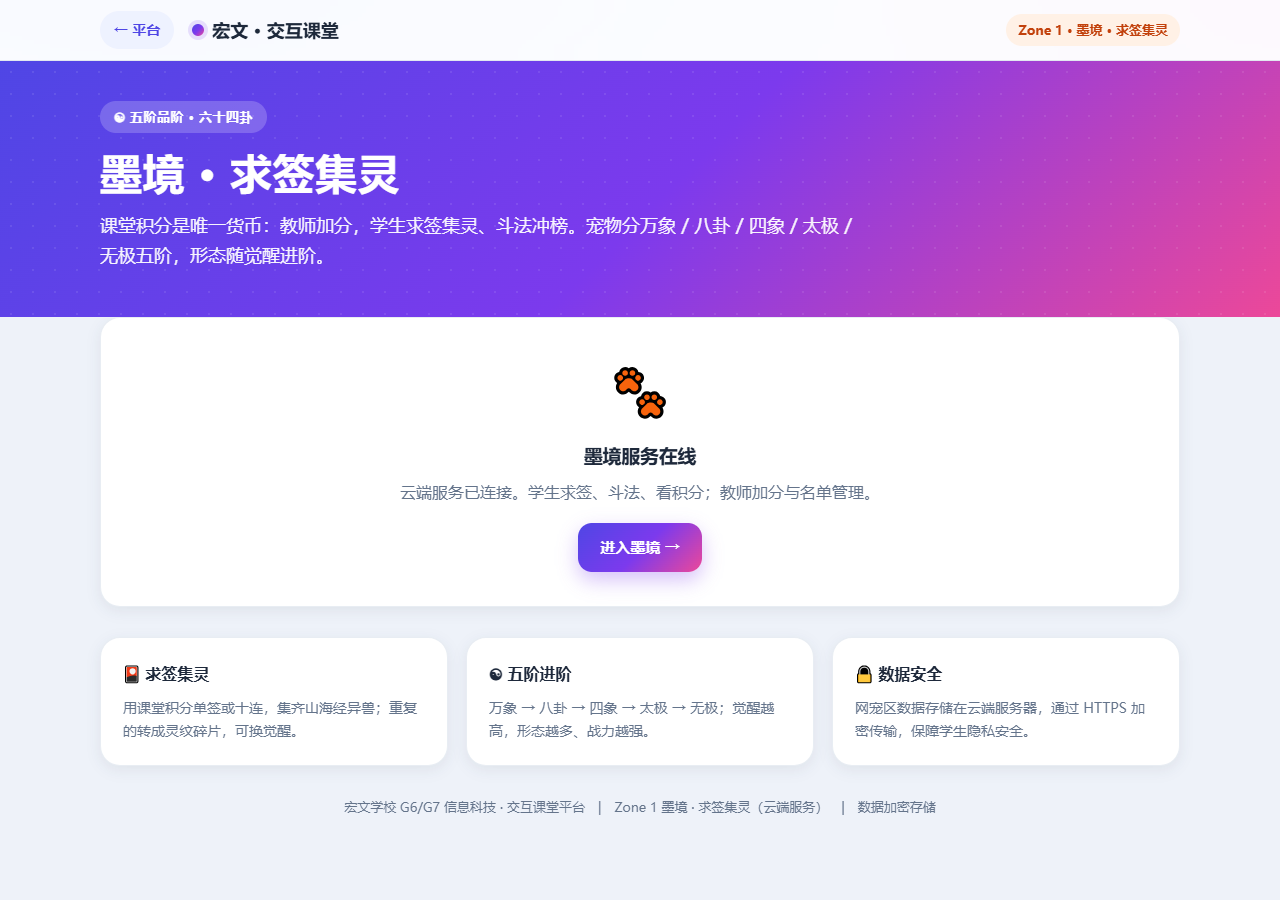 ← 平台
宏文 · 交互课堂
Zone 1 · 墨境 · 求签集灵
☯ 五阶品阶 · 六十四卦
墨境 · 求签集灵
课堂积分是唯一货币：教师加分，学生求签集灵、斗法冲榜。宠物分万象 / 八卦 / 四象 / 太极 /
无极五阶，形态随觉醒进阶。
墨境服务在线
云端服务已连接。学生求签、斗法、看积分；教师加分与名单管理。
进入墨境 →
🎴 求签集灵
用课堂积分单签或十连，集齐山海经异兽；重复
的转成灵纹碎片，可换觉醒。
☯ 五阶进阶
万象 → 八卦 → 四象 → 太极 → 无极；觉醒越
高，形态越多、战力越强。
🔒 数据安全
网宠区数据存储在云端服务器，通过 HTTPS 加
密传输，保障学生隐私安全。
宏文学校 G6/G7 信息科技 · 交互课堂平台 | Zone 1 墨境 · 求签集灵（云端服务） | 数据加密存储